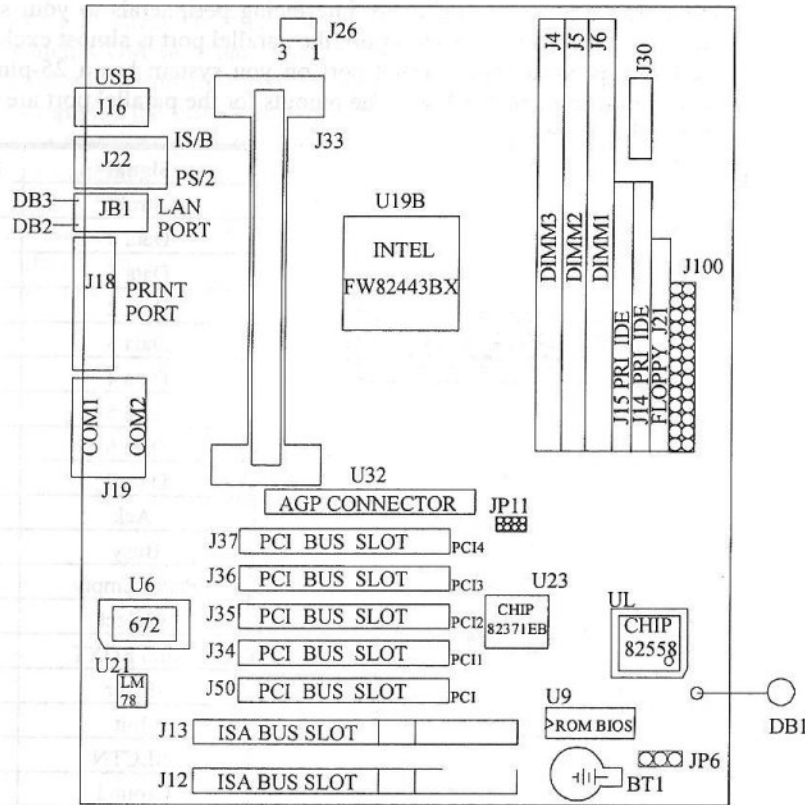 J26
3 1
USB
J16
IS/B
J22
PS/2
J33
DB3
DB2
JB1
LAN
PORT
J18
PRINT
PORT
COM1
COM2
J19
U19B
INTEL
FW82443BX
J4
J5
J6
DIMM3
DIMM2
DIMM1
J30
J15 PRI IDE
J14 PRI IDE
FLOPPY J21
J100
U32
AGP CONNECTOR
JP11
J37 PCI BUS SLOT PCI4
J36 PCI BUS SLOT PCI3
J35 PCI BUS SLOT PCI2
J34 PCI BUS SLOT PCI1
J50 PCI BUS SLOT PCI
U6
672
U21
LM
78
U23
CHIP
82371EB
UL
CHIP
82558
DB1
U9
ROM BIOS
J13 ISA BUS SLOT
J12 ISA BUS SLOT
BT1
JP6